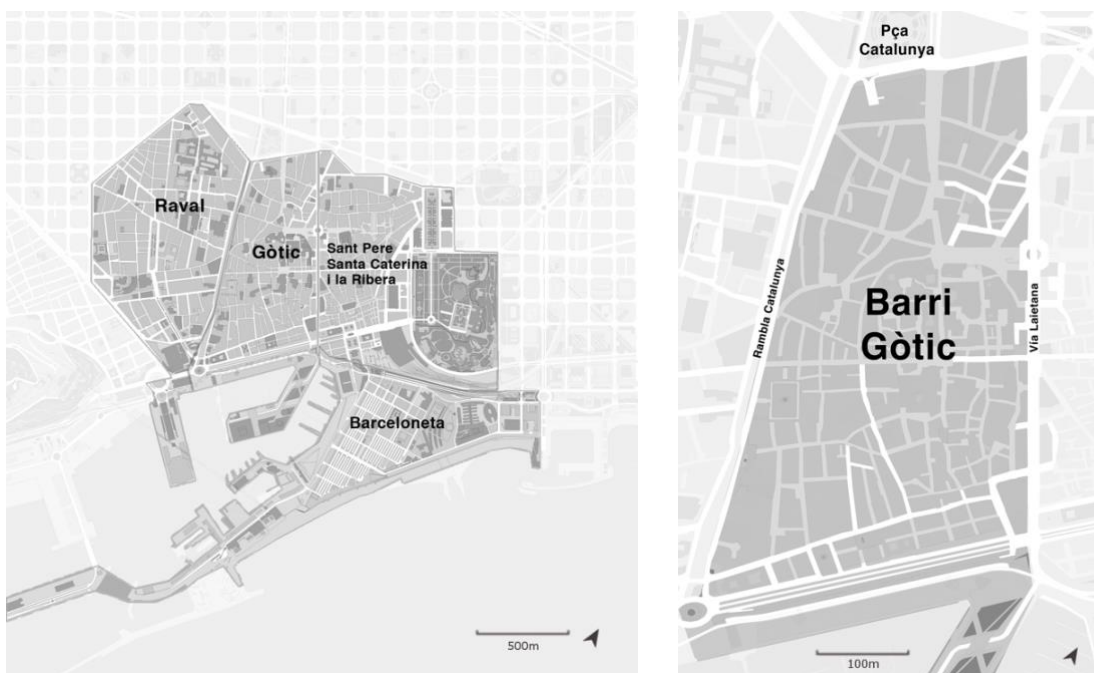 Raval
Gòtic
Sant Pere
Santa Caterina
i la Ribera
Barceloneta
500m
Pça
Catalunya
Rambla Catalunya
Barri
Gòtic
Via Laietana
100m